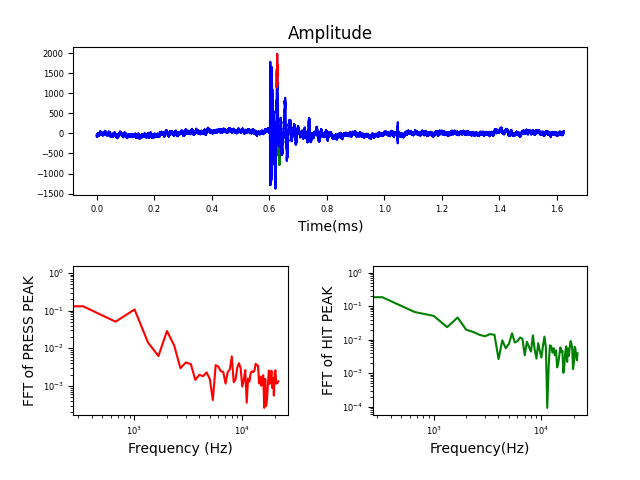 Amplitude
2000
1500
1000
500
0
−500
−1000
−1500
0.0 0.2 0.4 0.6 0.8 1.0 1.2 1.4 1.6
Time(ms)
FFT of PRESS PEAK
10⁰
10⁻¹
10⁻²
10⁻³
10³ 10⁴
Frequency (Hz)
FFT of HIT PEAK
10⁰
10⁻¹
10⁻²
10⁻³
10⁻⁴
10³ 10⁴
Frequency(Hz)